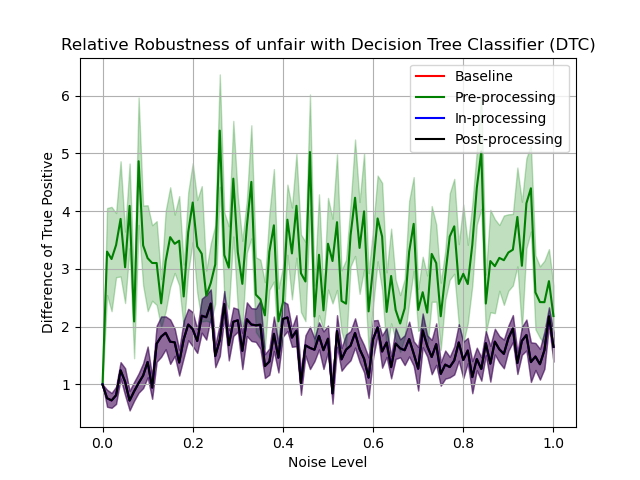 Relative Robustness of unfair with Decision Tree Classifier (DTC)
Baseline
Pre-processing
In-processing
Post-processing
Difference of True Positive
6
5
4
3
2
1
0.0 0.2 0.4 0.6 0.8 1.0
Noise Level